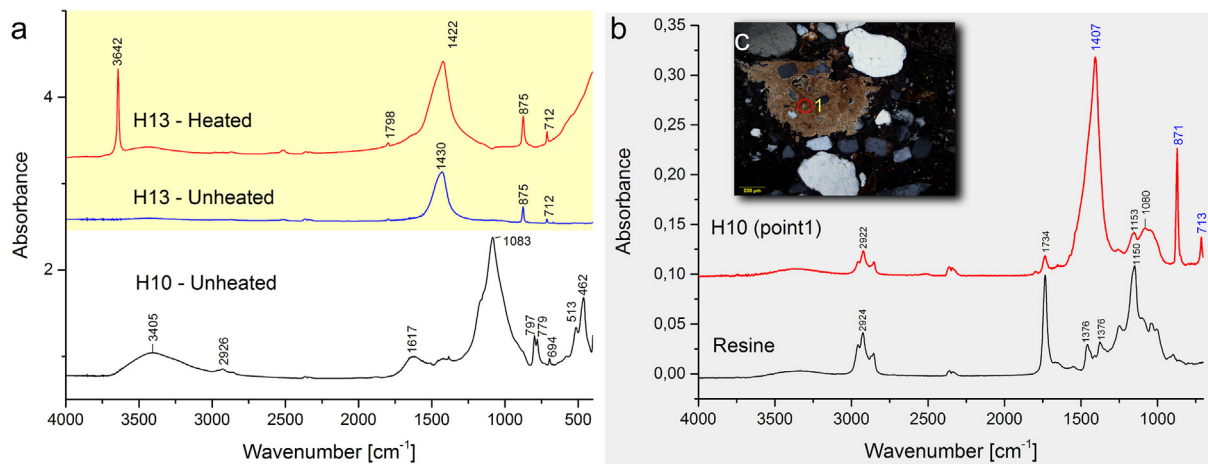 a
3642
1422
H13 - Heated
1798
875
712
4
1430
H13 - Unheated
875
712
1083
2
H10 - Unheated
3405
2926
1617
797
779
694
513
462
Absorbance
4000 3500 3000 2500 2000 1500 1000 500
Wavenumber [cm-1]
b
c
1
200 µm
1407
871
713
H10 (point1)
2922
1734
1153
1080
1150
Resine
2924
1376
1376
0,35
0,30
0,25
0,20
0,15
0,10
0,05
0,00
Absorbance
4000 3500 3000 2500 2000 1500 1000
Wavenumber [cm-1]